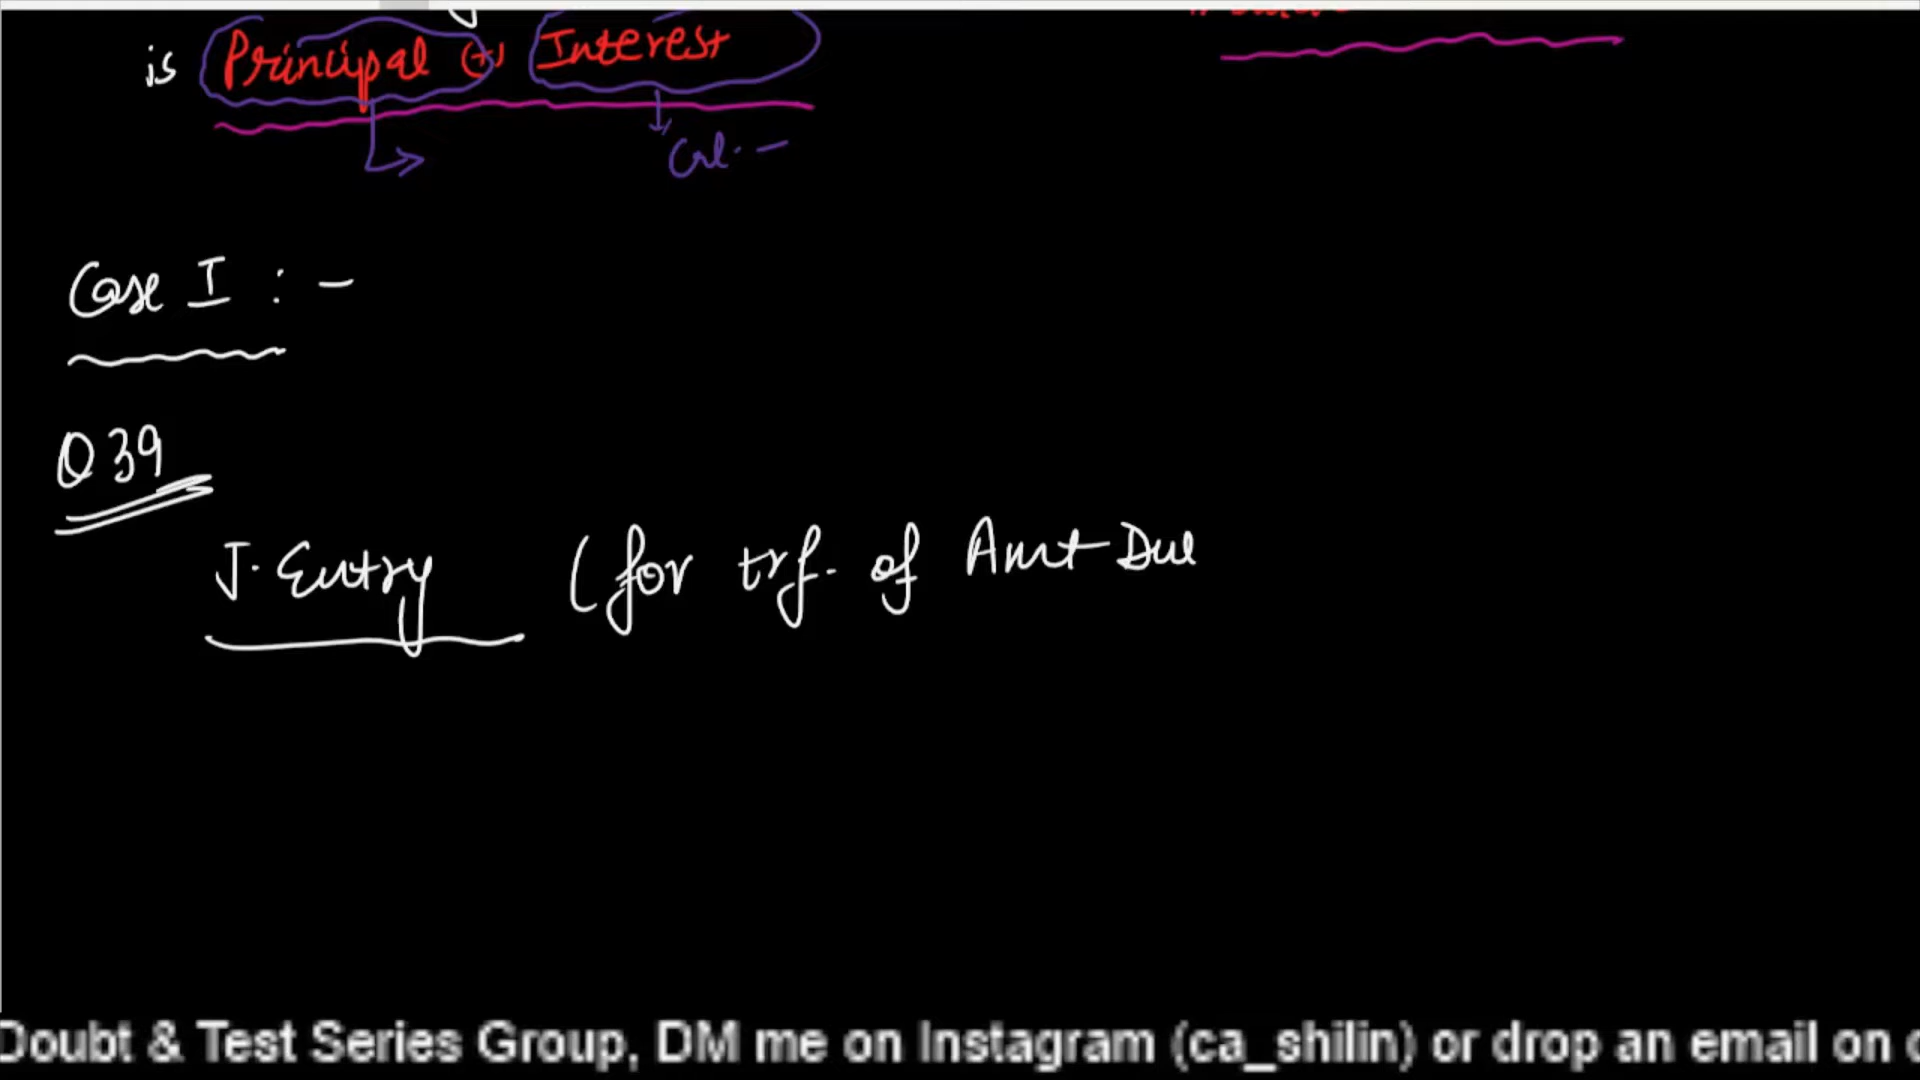 is Principal (+) Interest
Cal. -
Case I : -
Q 39
J. Entry (for trf. of Amt Due
Doubt & Test Series Group, DM me on Instagram (ca_shilin) or drop an email on